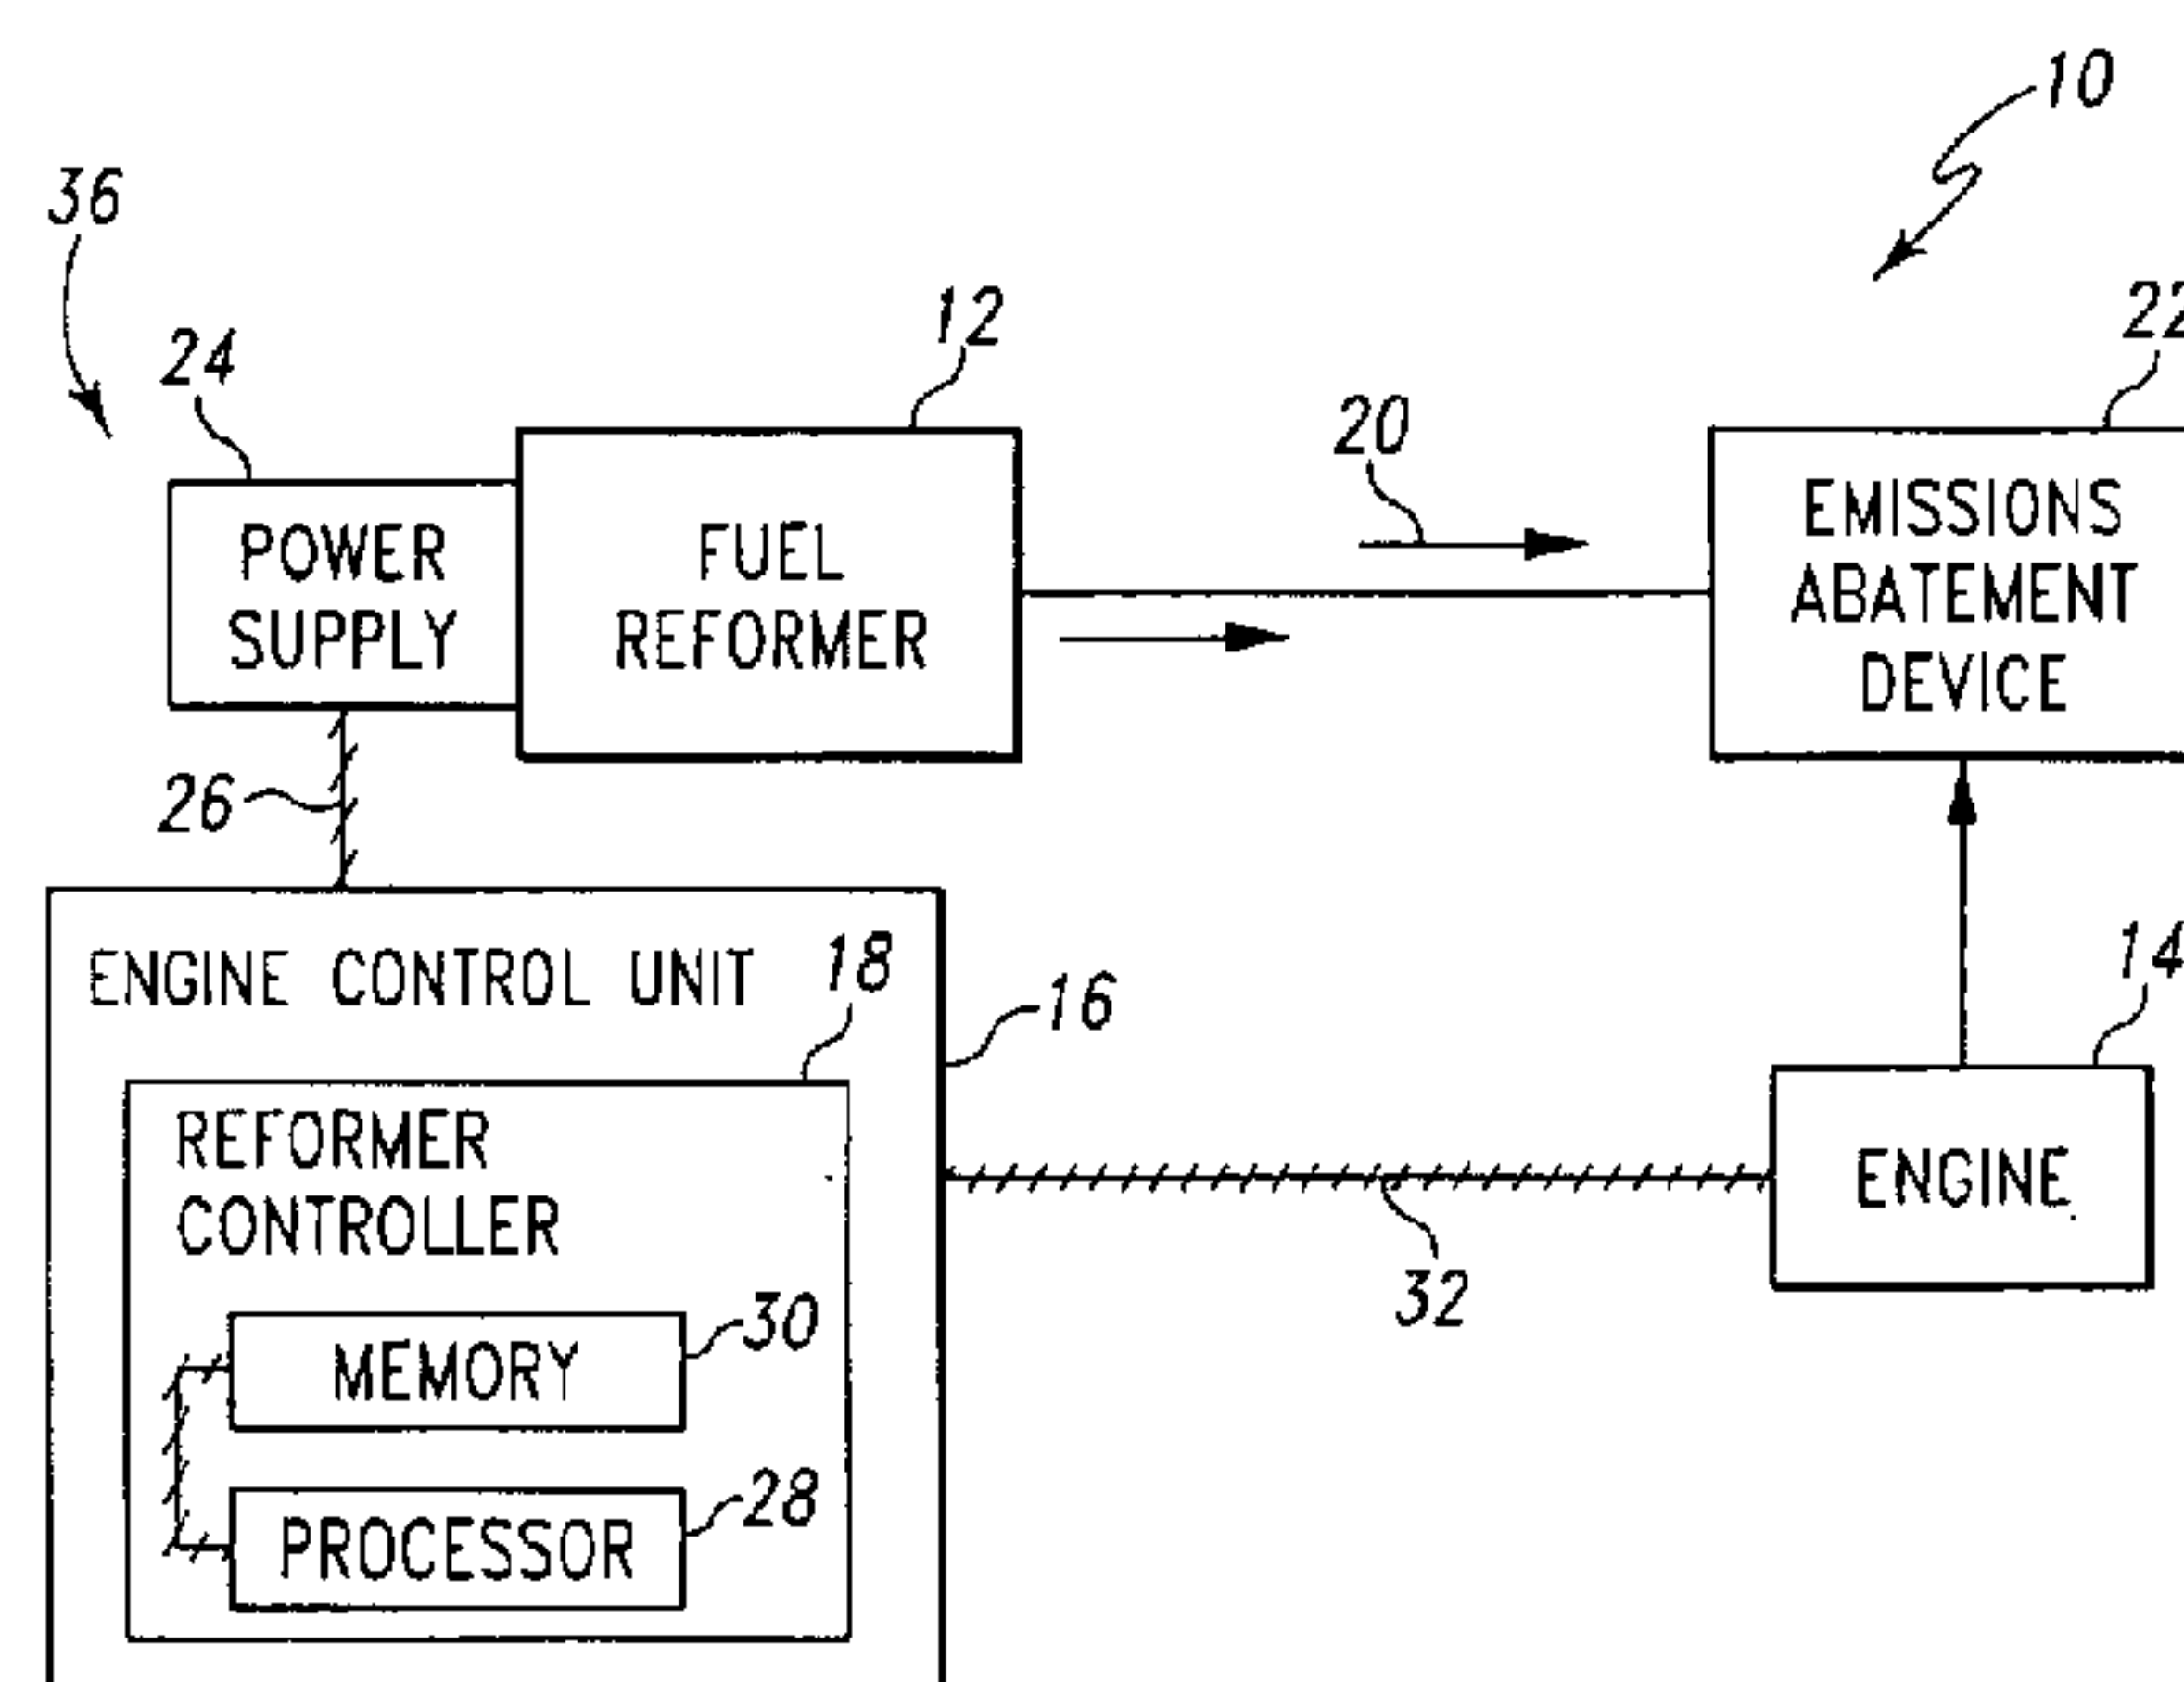 10
36
22
12
24
20
POWER
SUPPLY
FUEL
REFORMER
EMISSIONS
ABATEMENT
DEVICE
26
ENGINE CONTROL UNIT
18
16
14
REFORMER
CONTROLLER
ENGINE
32
30
MEMORY
28
PROCESSOR